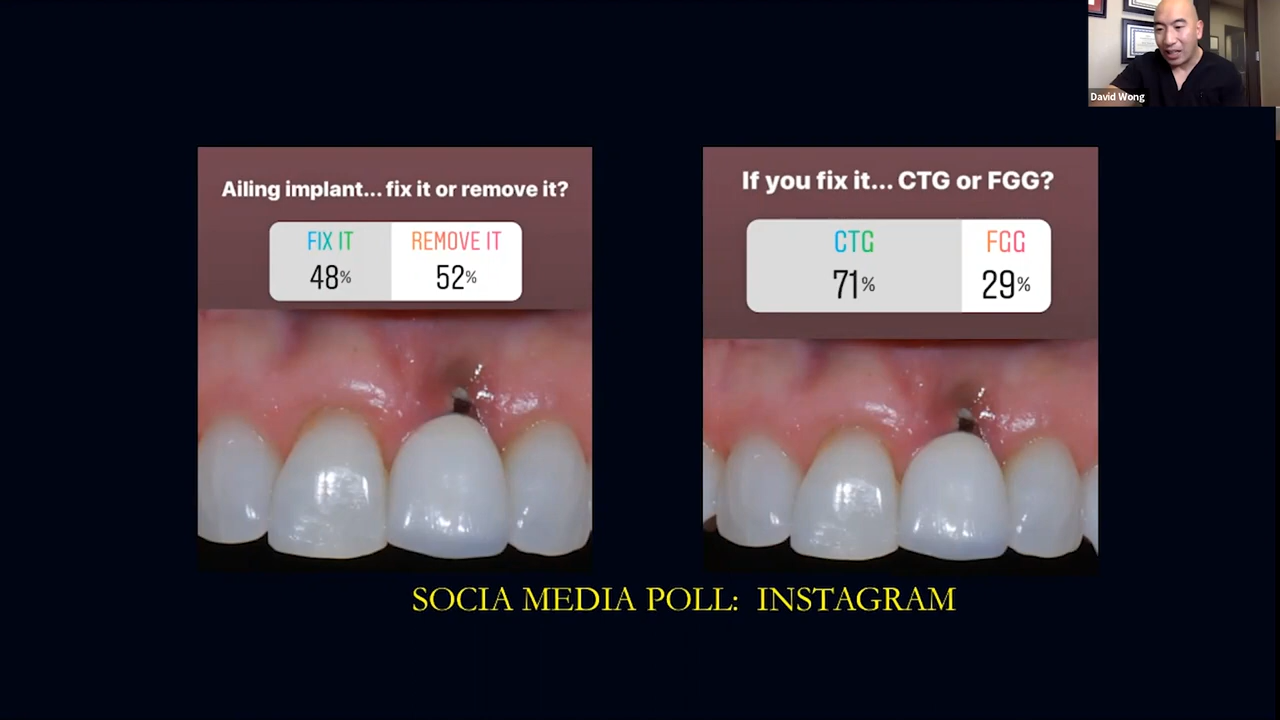 David Wong
Ailing implant... fix it or remove it?
FIX IT
REMOVE IT
48%
52%
If you fix it... CTG or FGG?
CTG
FGG
71%
29%
SOCIA MEDIA POLL: INSTAGRAM